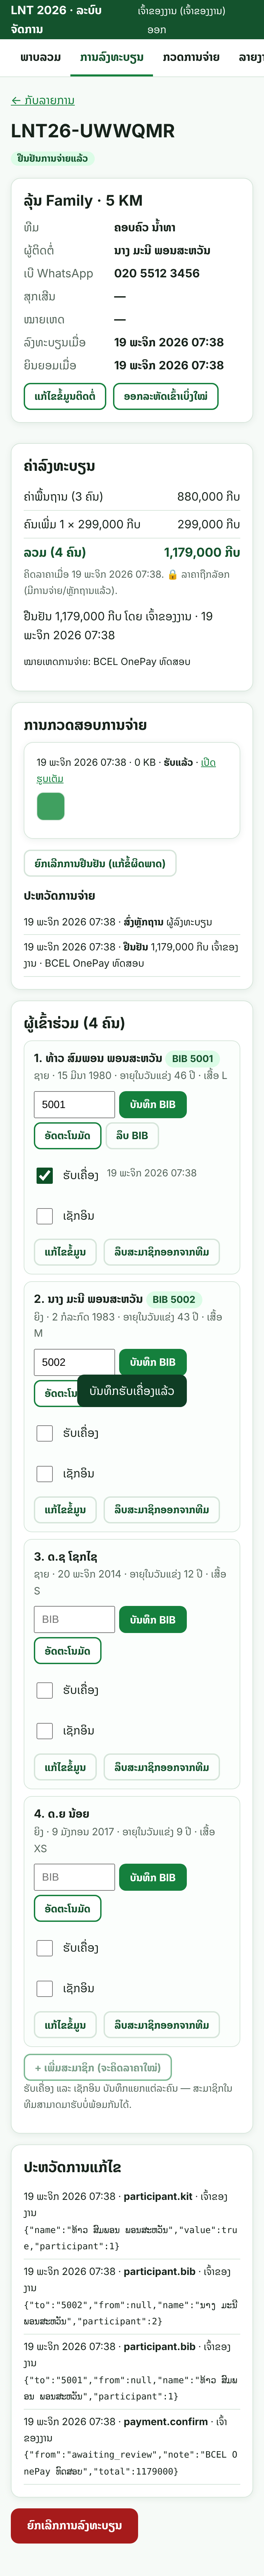 LNT 2026 · ລະບົບ
ຈັດການ
ເຈົ້າຂອງງານ (ເຈົ້າຂອງງານ)
ອອກ
ພາບລວມ ການລົງທະບຽນ ກວດການຈ່າຍ ລາຍງາ
← ກັບລາຍການ
LNT26-UWWQMR
ຢືນຢັນການຈ່າຍແລ້ວ
ລຸ້ນ Family · 5 KM
ທີມ ຄອບຄົວ ນ້ຳທາ
ຜູ້ຕິດຕໍ່ ນາງ ມະນີ ພອນສະຫວັນ
ເບີ WhatsApp 020 5512 3456
ສຸກເສີນ —
ໝາຍເຫດ —
ລົງທະບຽນເມື່ອ 19 ພະຈິກ 2026 07:38
ຍິນຍອມເມື່ອ 19 ພະຈິກ 2026 07:38
ແກ້ໄຂຂໍ້ມູນຕິດຕໍ່ ອອກລະຫັດເຂົ້າເບິ່ງໃໝ່
ຄ່າລົງທະບຽນ
ຄ່າພື້ນຖານ (3 ຄົນ) 880,000 ກີບ
ຄົນເພີ່ມ 1 × 299,000 ກີບ 299,000 ກີບ
ລວມ (4 ຄົນ) 1,179,000 ກີບ
ຄິດລາຄາເມື່ອ 19 ພະຈິກ 2026 07:38. 🔒 ລາຄາຖືກລັອກ
(ມີການຈ່າຍ/ຫຼັກຖານແລ້ວ).
ຢືນຢັນ 1,179,000 ກີບ ໂດຍ ເຈົ້າຂອງງານ · 19
ພະຈິກ 2026 07:38
ໝາຍເຫດການຈ່າຍ: BCEL OnePay ທົດສອບ
ການກວດສອບການຈ່າຍ
19 ພະຈິກ 2026 07:38 · 0 KB · ຮັບແລ້ວ · ເປີດ
ຮູບເຕັມ
ຍົກເລີກການຢືນຢັນ (ແກ້ຂໍ້ຜິດພາດ)
ປະຫວັດການຈ່າຍ
19 ພະຈິກ 2026 07:38 · ສົ່ງຫຼັກຖານ ຜູ້ລົງທະບຽນ
19 ພະຈິກ 2026 07:38 · ຢືນຢັນ 1,179,000 ກີບ ເຈົ້າຂອງ
ງານ · BCEL OnePay ທົດສອບ
ຜູ້ເຂົ້າຮ່ວມ (4 ຄົນ)
1. ທ້າວ ສົມພອນ ພອນສະຫວັນ BIB 5001
ຊາຍ · 15 ມີນາ 1980 · ອາຍຸໃນວັນແຂ່ງ 46 ປີ · ເສື້ອ L
5001 ບັນທຶກ BIB
ອັດຕະໂນມັດ ລຶບ BIB
ຮັບເຄື່ອງ 19 ພະຈິກ 2026 07:38
ເຊັກອິນ
ແກ້ໄຂຂໍ້ມູນ ລຶບສະມາຊິກອອກຈາກທີມ
2. ນາງ ມະນີ ພອນສະຫວັນ BIB 5002
ຍິງ · 2 ກໍລະກົດ 1983 · ອາຍຸໃນວັນແຂ່ງ 43 ປີ · ເສື້ອ
M
5002 ບັນທຶກ BIB
ອັດຕະໂນ ບັນທຶກຮັບເຄື່ອງແລ້ວ
ຮັບເຄື່ອງ
ເຊັກອິນ
ແກ້ໄຂຂໍ້ມູນ ລຶບສະມາຊິກອອກຈາກທີມ
3. ດ.ຊ ໂຊກໄຊ
ຊາຍ · 20 ພະຈິກ 2014 · ອາຍຸໃນວັນແຂ່ງ 12 ປີ · ເສື້ອ
S
BIB ບັນທຶກ BIB
ອັດຕະໂນມັດ
ຮັບເຄື່ອງ
ເຊັກອິນ
ແກ້ໄຂຂໍ້ມູນ ລຶບສະມາຊິກອອກຈາກທີມ
4. ດ.ຍ ນ້ອຍ
ຍິງ · 9 ມັງກອນ 2017 · ອາຍຸໃນວັນແຂ່ງ 9 ປີ · ເສື້ອ
XS
BIB ບັນທຶກ BIB
ອັດຕະໂນມັດ
ຮັບເຄື່ອງ
ເຊັກອິນ
ແກ້ໄຂຂໍ້ມູນ ລຶບສະມາຊິກອອກຈາກທີມ
+ ເພີ່ມສະມາຊິກ (ຈະຄິດລາຄາໃໝ່)
ຮັບເຄື່ອງ ແລະ ເຊັກອິນ ບັນທຶກແຍກແຕ່ລະຄົນ — ສະມາຊິກໃນ
ທີມສາມາດມາຮັບບໍ່ພ້ອມກັນໄດ້.
ປະຫວັດການແກ້ໄຂ
19 ພະຈິກ 2026 07:38 · participant.kit · ເຈົ້າຂອງ
ງານ
{"name":"ທ້າວ ສົມພອນ ພອນສະຫວັນ","value":tru
e,"participant":1}
19 ພະຈິກ 2026 07:38 · participant.bib · ເຈົ້າຂອງ
ງານ
{"to":"5002","from":null,"name":"ນາງ ມະນີ
ພອນສະຫວັນ","participant":2}
19 ພະຈິກ 2026 07:38 · participant.bib · ເຈົ້າຂອງ
ງານ
{"to":"5001","from":null,"name":"ທ້າວ ສົມພ
ອນ ພອນສະຫວັນ","participant":1}
19 ພະຈິກ 2026 07:38 · payment.confirm · ເຈົ້າ
ຂອງງານ
{"from":"awaiting_review","note":"BCEL O
nePay ທົດສອບ","total":1179000}
ຍົກເລີກການລົງທະບຽນ